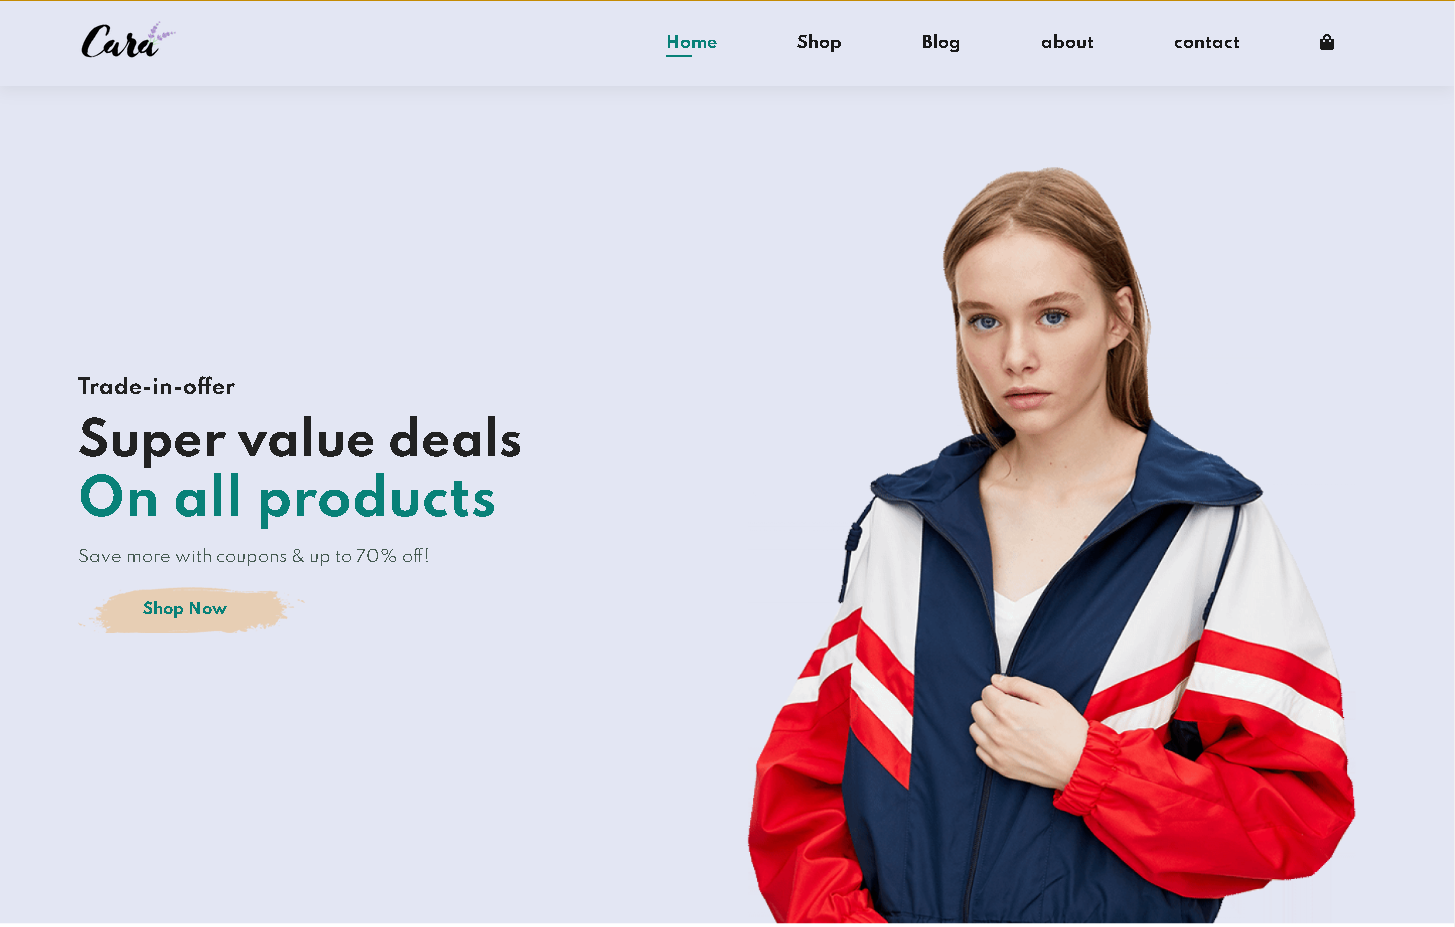 Cara
Home Shop Blog about contact
Trade-in-offer
Super value deals
On all products
Save more with coupons & up to 70% off!
Shop Now